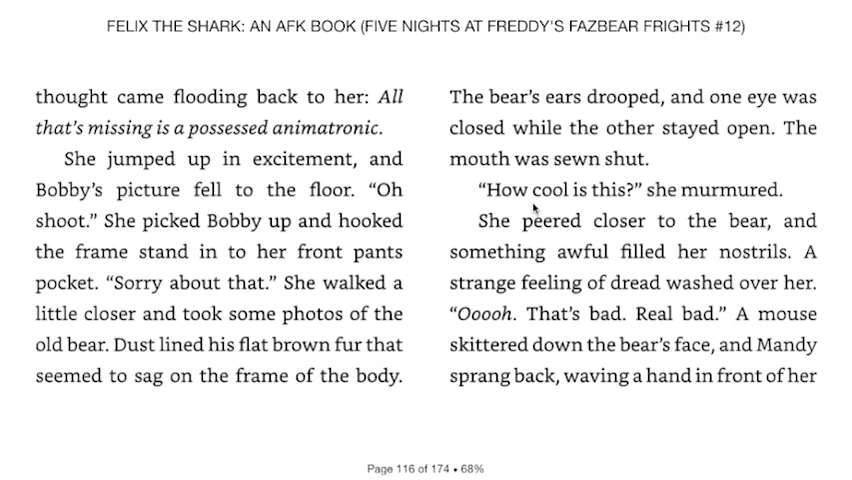 FELIX THE SHARK: AN AFK BOOK (FIVE NIGHTS AT FREDDY'S FAZBEAR FRIGHTS #12)
thought came flooding back to her: All
that's missing is a possessed animatronic.
She jumped up in excitement, and
Bobby's picture fell to the floor. “Oh
shoot.” She picked Bobby up and hooked
the frame stand in to her front pants
pocket. “Sorry about that.” She walked a
little closer and took some photos of the
old bear. Dust lined his flat brown fur that
seemed to sag on the frame of the body.
The bear's ears drooped, and one eye was
closed while the other stayed open. The
mouth was sewn shut.
“How cool is this?” she murmured.
She peered closer to the bear, and
something awful filled her nostrils. A
strange feeling of dread washed over her.
“Ooooh. That's bad. Real bad.” A mouse
skittered down the bear's face, and Mandy
sprang back, waving a hand in front of her
Page 116 of 174 • 68%